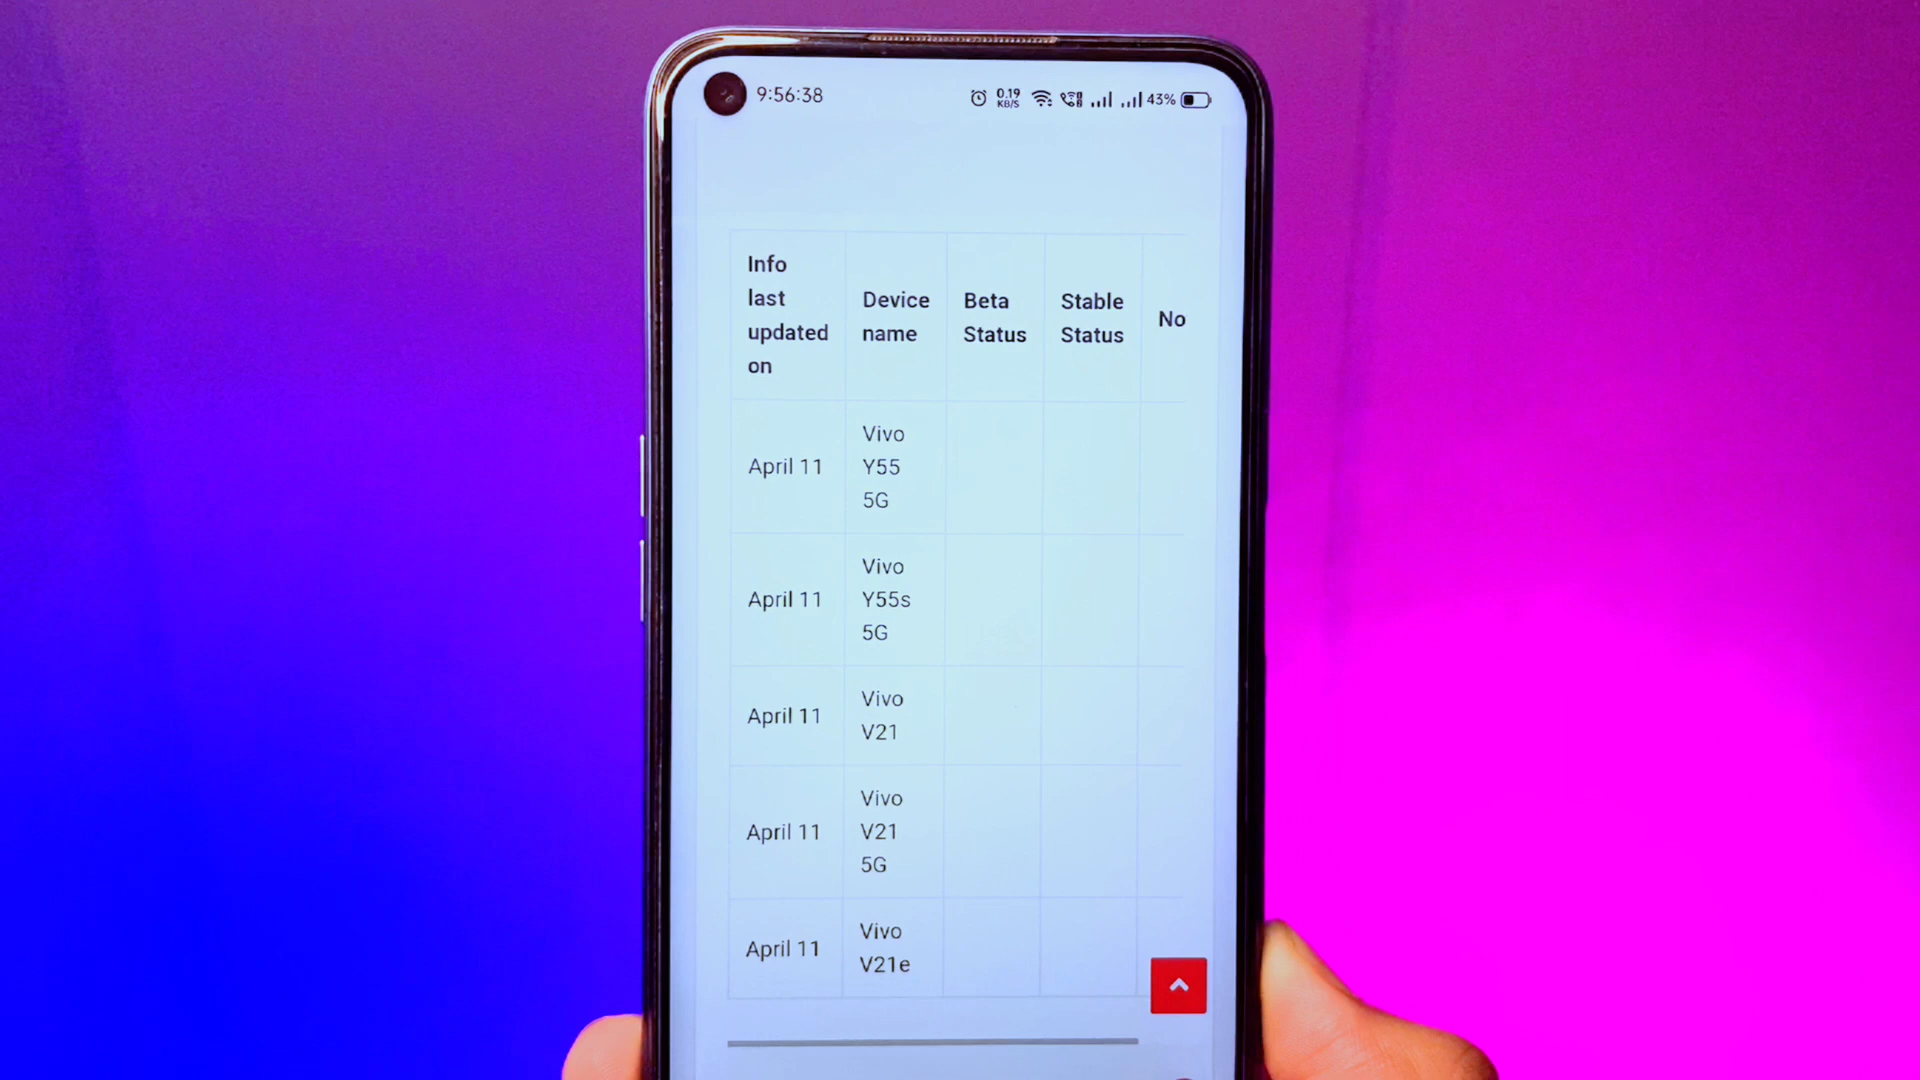 9:56:38
0.19
KB/S
43%
Info
last
updated
on
Device
name
Beta
Status
Stable
Status
No
April 11
Vivo
Y55
5G
April 11
Vivo
Y55s
5G
April 11
Vivo
V21
April 11
Vivo
V21
5G
April 11
Vivo
V21e